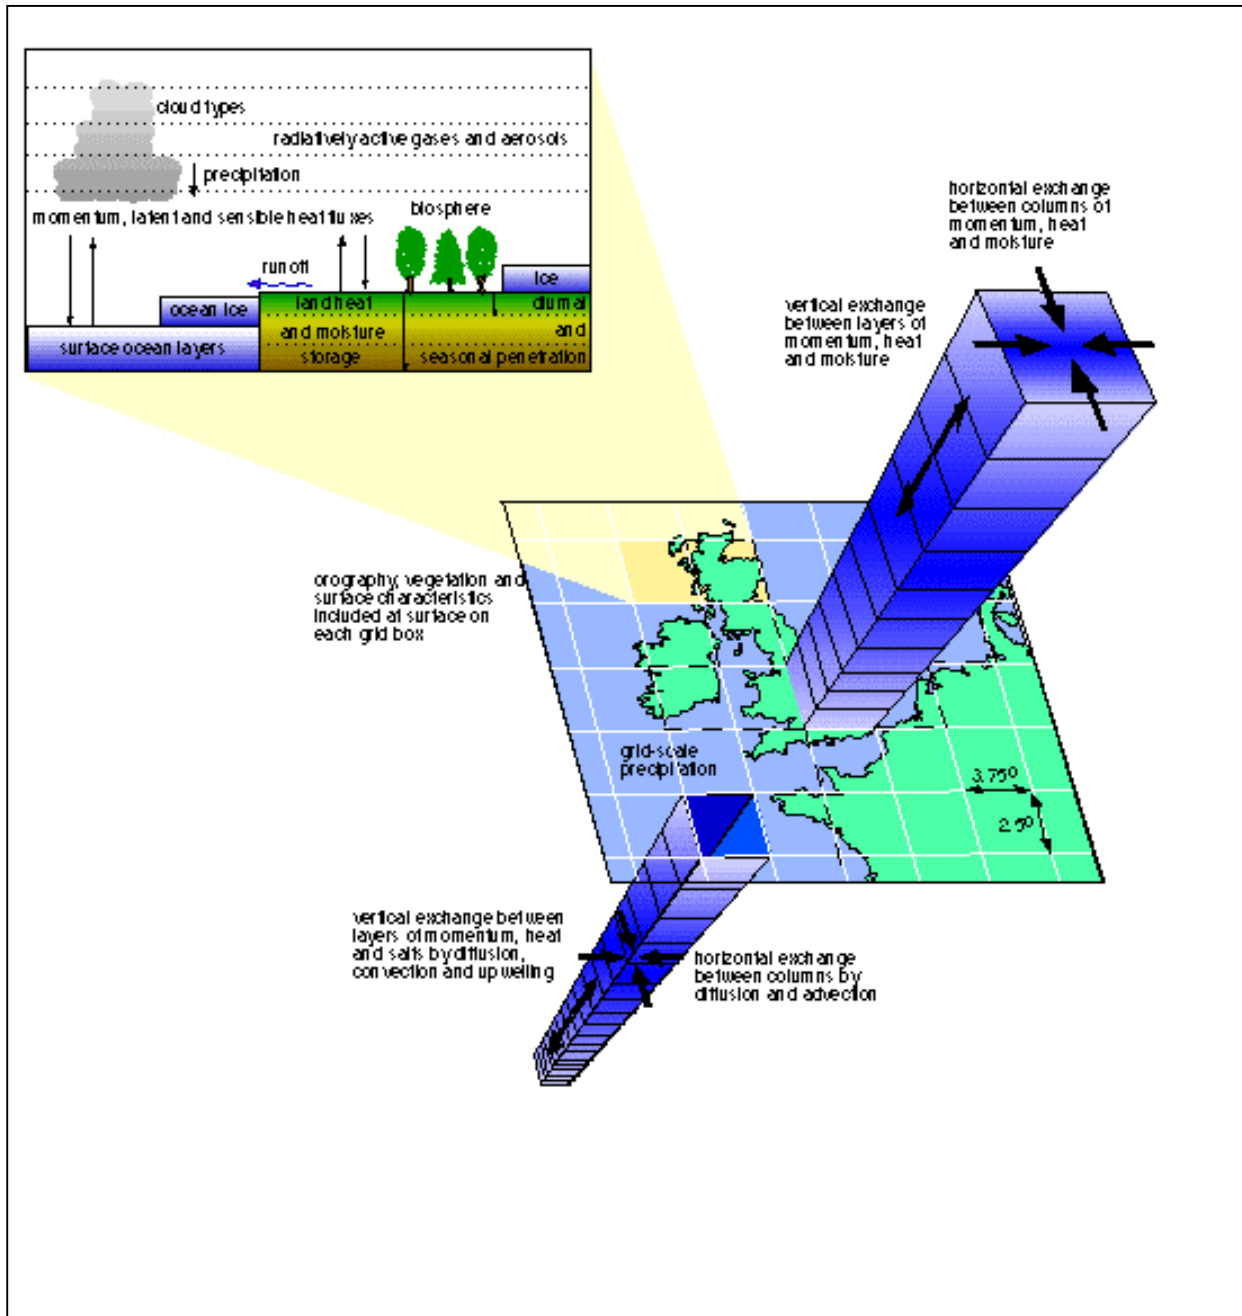 cloud types
radiatively active gases and aerosols
precipitation
biosphere
momentum, latent and sensible heat fluxes
run off
ice
ocean ice
land heat
diurnal
and moisture
and
surface ocean layers
storage
seasonal penetration
horizontal exchange
between columns of
momentum, heat
and moisture
vertical exchange
between layers of
momentum, heat
and moisture
orography, vegetation and
surface characteristics
included at surface on
each grid box
grid-scale
precipitation
3.75°
2.5°
vertical exchange between
layers of momentum, heat
and salts by diffusion,
convection and upwelling
horizontal exchange
between columns by
diffusion and advection